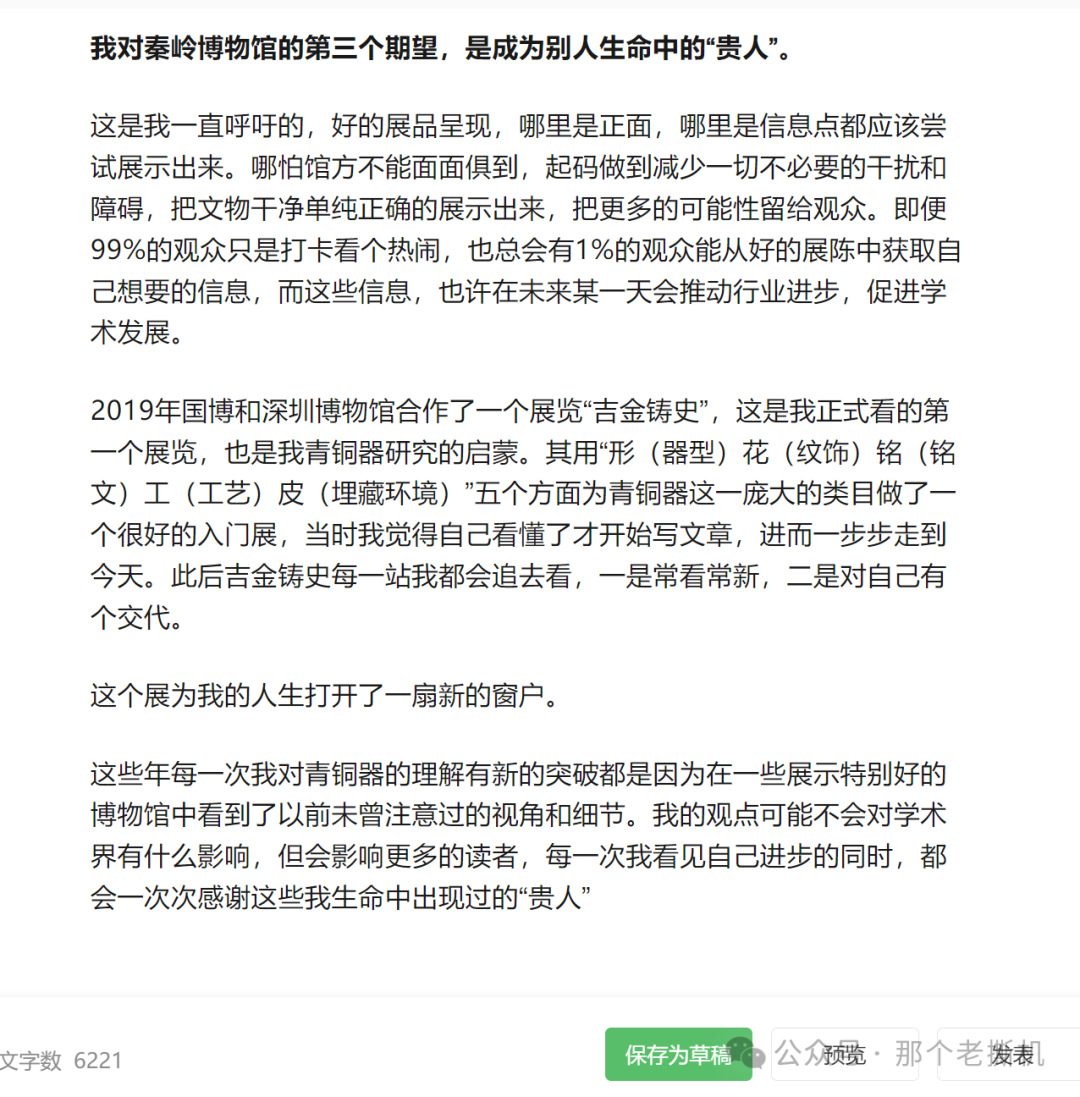 我对秦岭博物馆的第三个期望，是成为别人生命中的“贵人”。
这是我一直呼吁的，好的展品呈现，哪里是正面，哪里是信息点都应该尝
试展示出来。哪怕馆方不能面面俱到，起码做到减少一切不必要的干扰和
障碍，把文物干净单纯正确的展示出来，把更多的可能性留给观众。即便
99%的观众只是打卡看个热闹，也总会有1%的观众能从好的展陈中获取自
己想要的信息，而这些信息，也许在未来某一天会推动行业进步，促进学
术发展。
2019年国博和深圳博物馆合作了一个展览“吉金铸史”，这是我正式看的第
一个展览，也是我青铜器研究的启蒙。其用“形（器型）花（纹饰）铭（铭
文）工（工艺）皮（埋藏环境）”五个方面为青铜器这一庞大的类目做了一
个很好的入门展，当时我觉得自己看懂了才开始写文章，进而一步步走到
今天。此后吉金铸史每一站我都会追去看，一是常看常新，二是对自己有
个交代。
这个展为我的人生打开了一扇新的窗户。
这些年每一次我对青铜器的理解有新的突破都是因为在一些展示特别好的
博物馆中看到了以前未曾注意过的视角和细节。我的观点可能不会对学术
界有什么影响，但会影响更多的读者，每一次我看见自己进步的同时，都
会一次次感谢这些我生命中出现过的“贵人”
文字数 6221
保存为草稿
预览
发表
公众号 · 那个老撕机